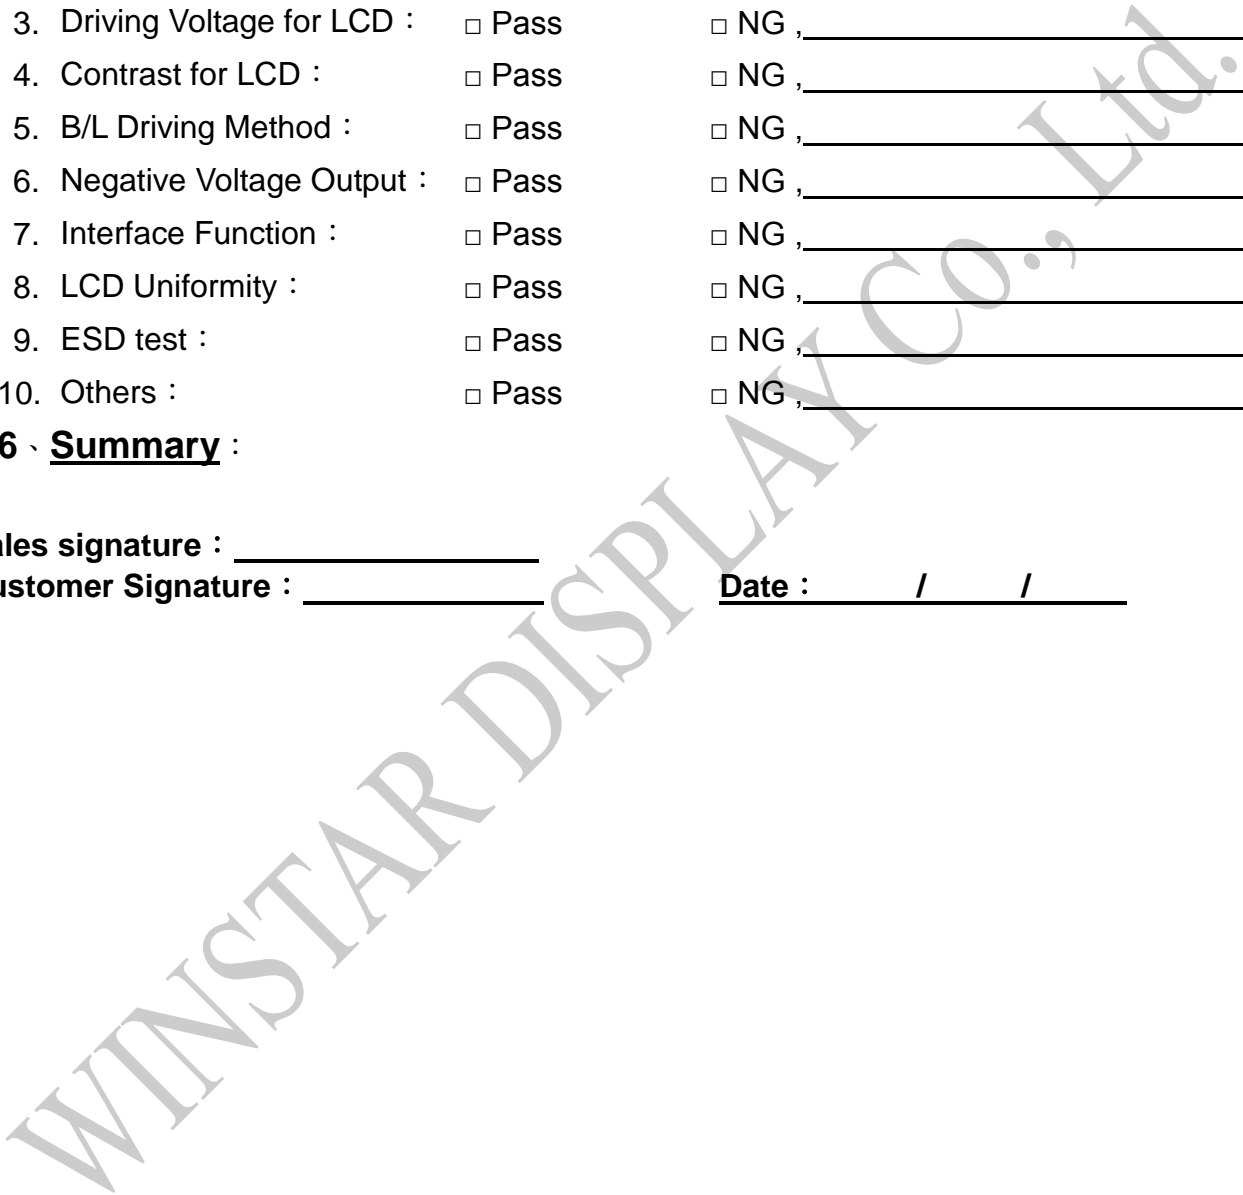 3. Driving Voltage for LCD： □ Pass □ NG ,
4. Contrast for LCD： □ Pass □ NG ,
5. B/L Driving Method： □ Pass □ NG ,
6. Negative Voltage Output： □ Pass □ NG ,
7. Interface Function： □ Pass □ NG ,
8. LCD Uniformity： □ Pass □ NG ,
9. ESD test： □ Pass □ NG ,
10. Others： □ Pass □ NG ,
6、Summary：
ales signature：
ustomer Signature： Date： / /
WINSTAR DISPLAY Co., Ltd.